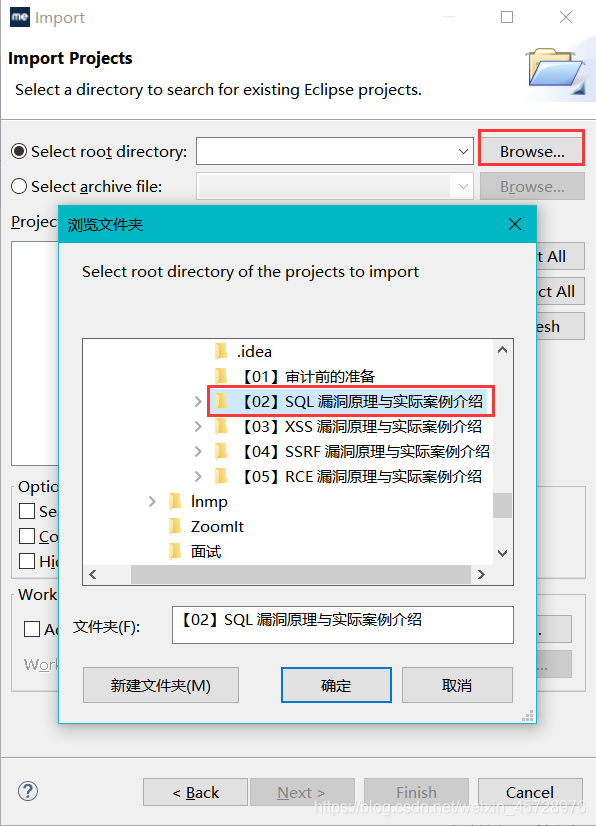 me Import
Import Projects
Select a directory to search for existing Eclipse projects.
Select root directory:
Browse...
Select archive file:
Browse...
Projec
t All
ect All
esh
浏览文件夹
Select root directory of the projects to import
.idea
【01】审计前的准备
【02】SQL 漏洞原理与实际案例介绍
【03】XSS 漏洞原理与实际案例介绍
【04】SSRF 漏洞原理与实际案例介绍
【05】RCE 漏洞原理与实际案例介绍
lnmp
ZoomIt
面试
文件夹(F):
【02】SQL 漏洞原理与实际案例介绍
新建文件夹(M)
确定
取消
Optio
Sea
Co
Hi
Work
Ad
Work
...
? < Back
Next >
Finish
Cancel
https://blog.csdn.net/weixin_45728976